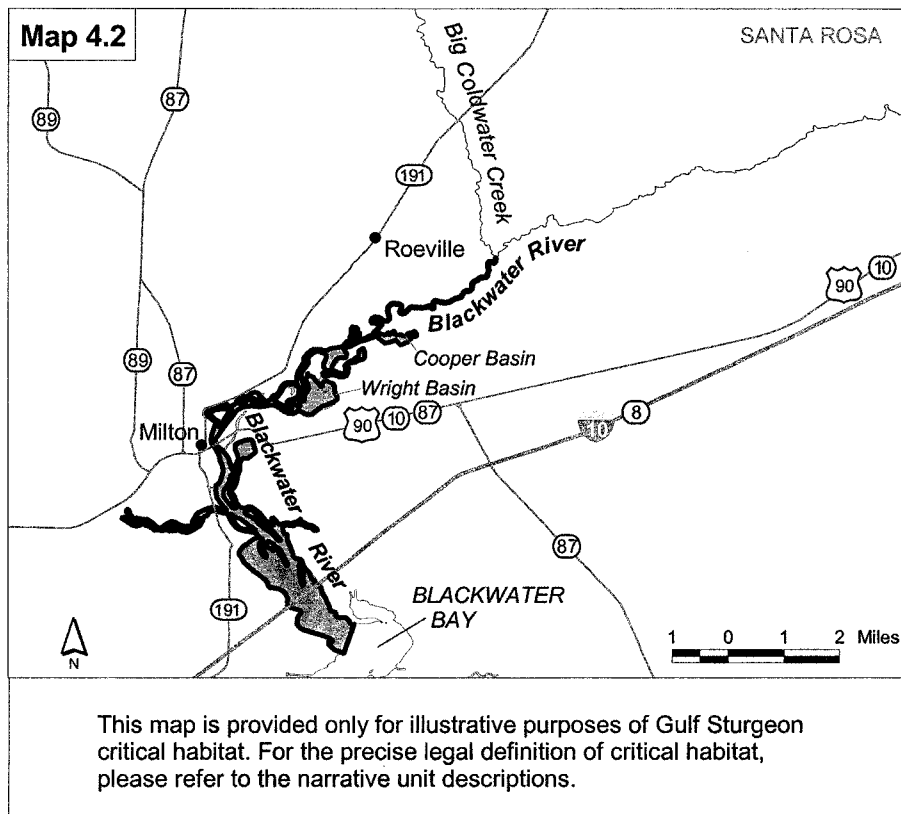 Map 4.2
SANTA ROSA
Big Coldwater Creek
87
89
191
Roeville
Blackwater River
10
90
Cooper Basin
89
87
Wright Basin
90
10
87
8
10
Milton
Blackwater River
87
191
BLACKWATER
BAY
N
1 0 1 2 Miles
This map is provided only for illustrative purposes of Gulf Sturgeon
critical habitat. For the precise legal definition of critical habitat,
please refer to the narrative unit descriptions.